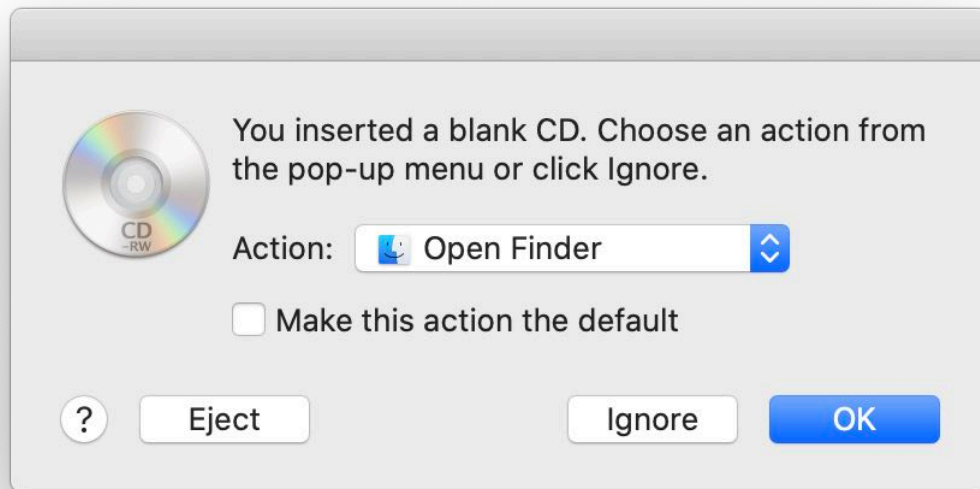 You inserted a blank CD. Choose an action from
the pop-up menu or click Ignore.
CD
-RW
Action: Open Finder
Make this action the default
? Eject Ignore OK